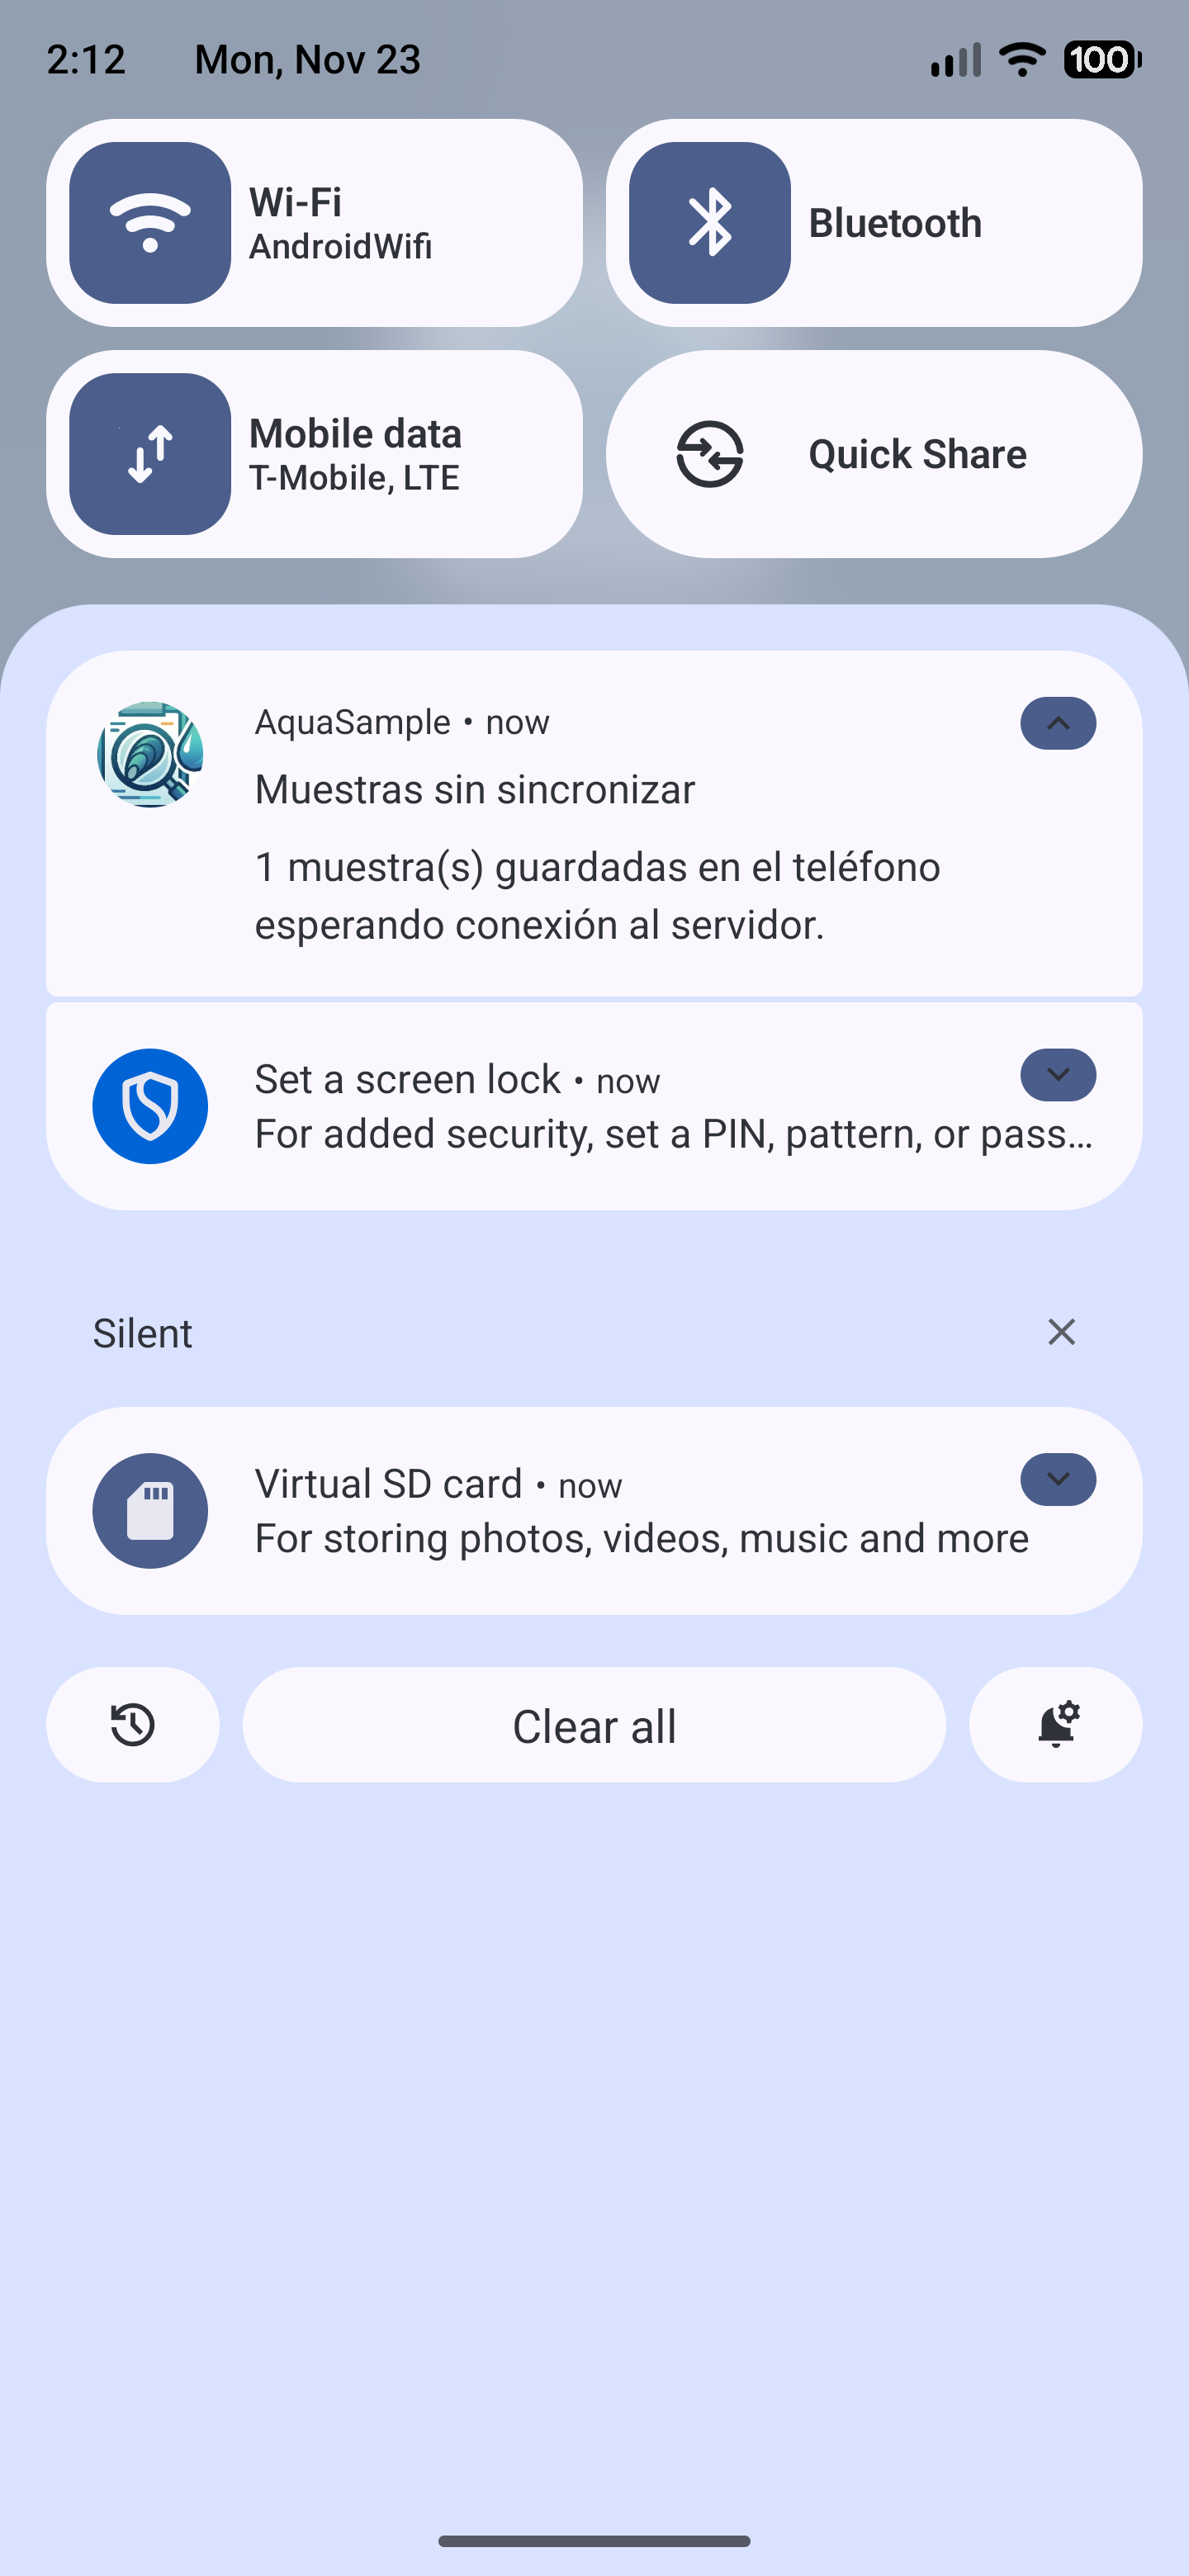 2:12 Mon, Nov 23 100
Wi-Fi
AndroidWifi
Bluetooth
Mobile data
T-Mobile, LTE
Quick Share
AquaSample • now
Muestras sin sincronizar
1 muestra(s) guardadas en el teléfono
esperando conexión al servidor.
Set a screen lock • now
For added security, set a PIN, pattern, or pass…
Silent
Virtual SD card • now
For storing photos, videos, music and more
Clear all